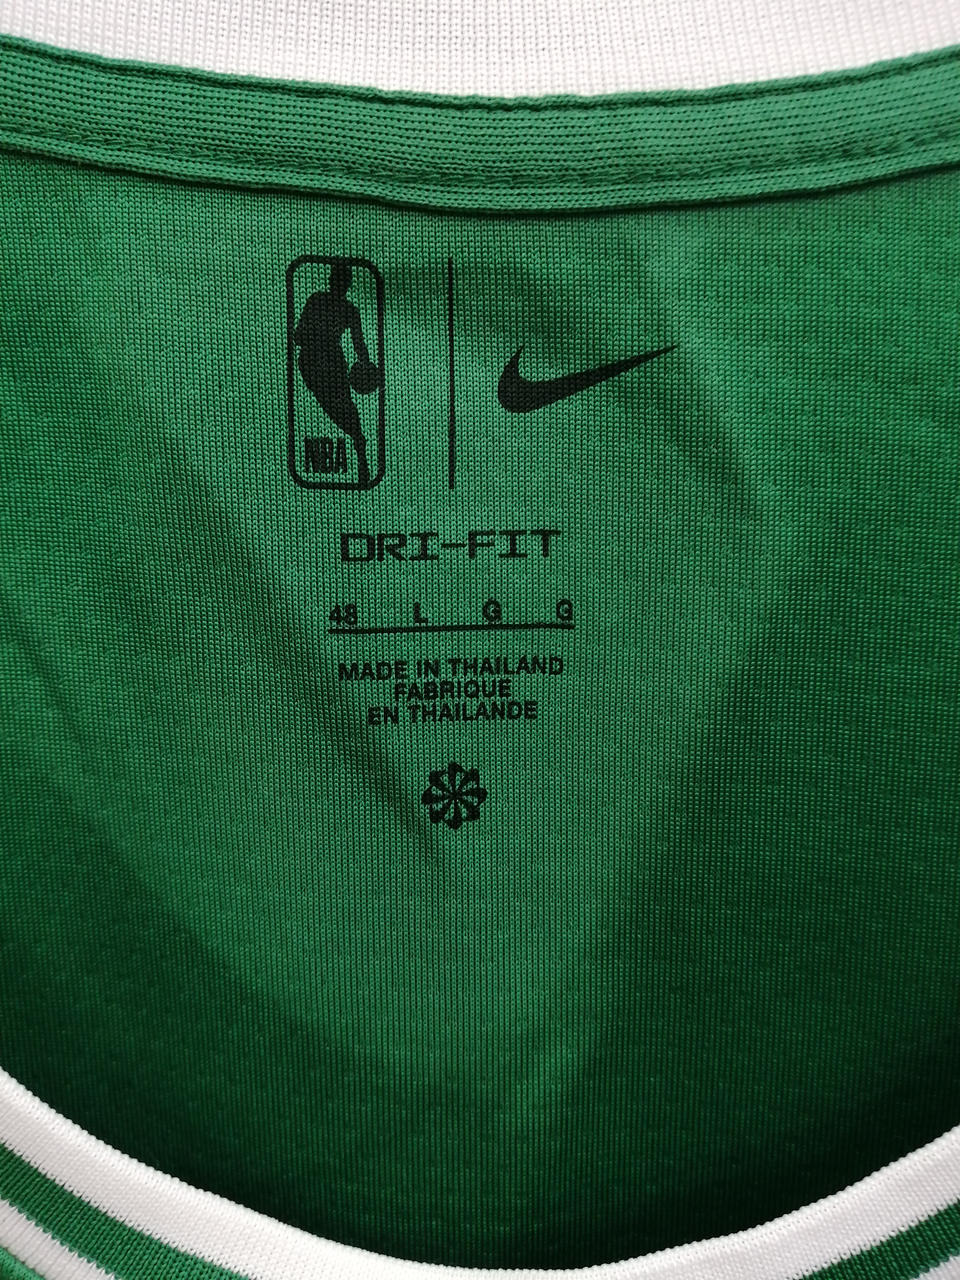 NBA
DRI-FIT
48 L G G
MADE IN THAILAND
FABRIQUE
EN THAILANDE